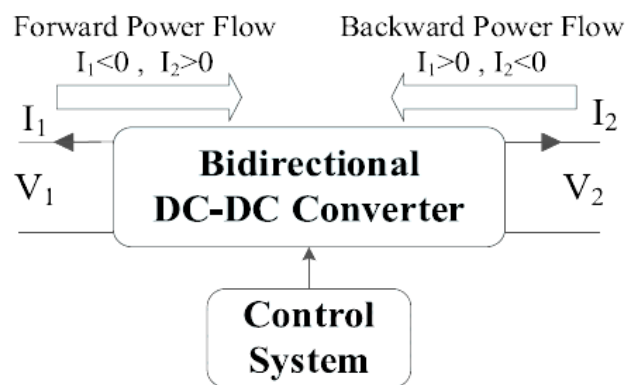 Forward Power Flow
I₁<0 , I₂>0
Backward Power Flow
I₁>0 , I₂<0
I₁
I₂
V₁
Bidirectional
DC-DC Converter
V₂
Control
System